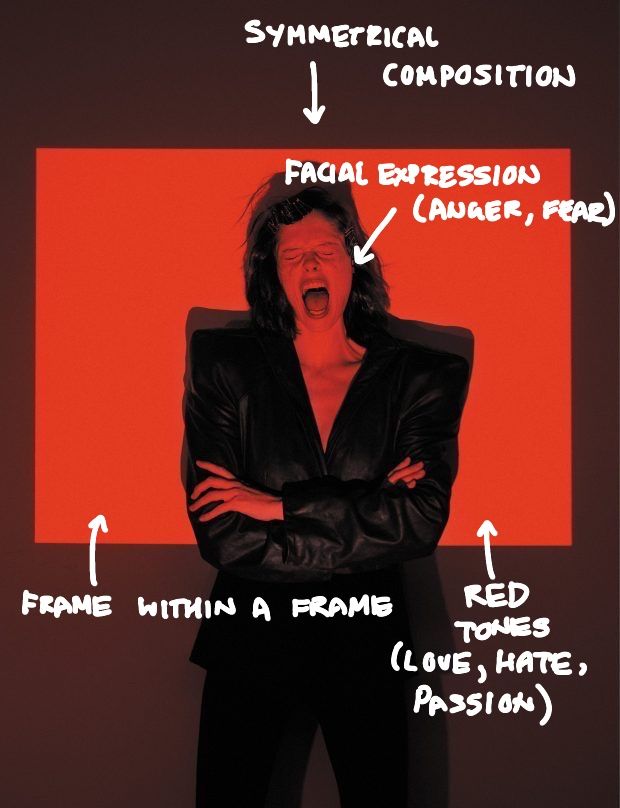 SYMMETRICAL
COMPOSITION
FACIAL EXPRESSION
(ANGER, FEAR)
FRAME WITHIN A FRAME
RED
TONES
(LOVE, HATE,
PASSION)